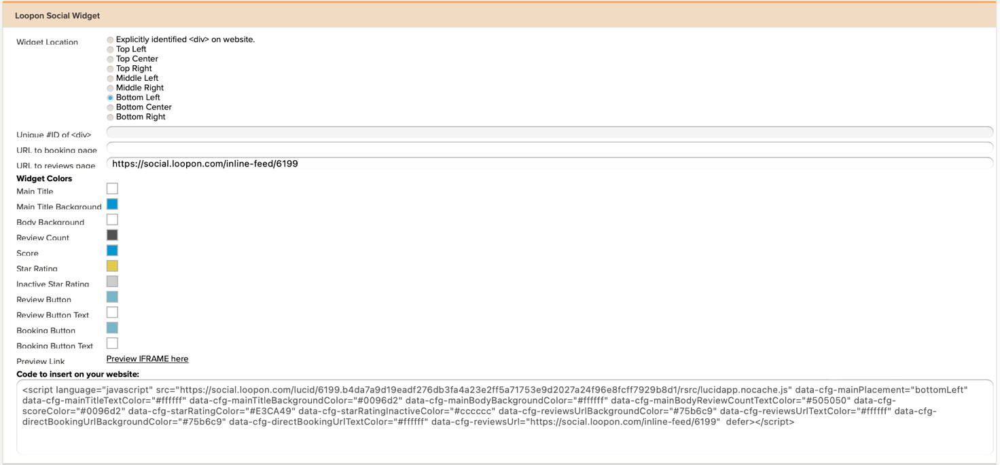 Loopon Social Widget
Widget Location
Explicitly identified <div> on website.
Top Left
Top Center
Top Right
Middle Left
Middle Right
Bottom Left
Bottom Center
Bottom Right
Unique #ID of <div>
URL to booking page
URL to reviews page https://social.loopon.com/inline-feed/6199
Widget Colors
Main Title
Main Title Background
Body Background
Review Count
Score
Star Rating
Inactive Star Rating
Review Button
Review Button Text
Booking Button
Booking Button Text
Preview Link Preview IFRAME here
Code to insert on your website:
<script language="javascript" src="https://social.loopon.com/lucid/6199.b4da7a9d19eadf276db3fa4a23e2ff5a71753e9d2027a24f96e8fcff7929b8d1/rsrc/lucidapp.nocache.js" data-cfg-mainPlacement="bottomLeft"
data-cfg-mainTitleTextColor="#ffffff" data-cfg-mainTitleBackgroundColor="#0096d2" data-cfg-mainBodyBackgroundColor="#ffffff" data-cfg-mainBodyReviewCountTextColor="#505050" data-cfg-
scoreColor="#0096d2" data-cfg-starRatingColor="#E3CA49" data-cfg-starRatingInactiveColor="#cccccc" data-cfg-reviewsUrlBackgroundColor="#75b6c9" data-cfg-reviewsUrlTextColor="#ffffff" data-cfg-
directBookingUrlBackgroundColor="#75b6c9" data-cfg-directBookingUrlTextColor="#ffffff" data-cfg-reviewsUrl="https://social.loopon.com/inline-feed/6199"  defer></script>